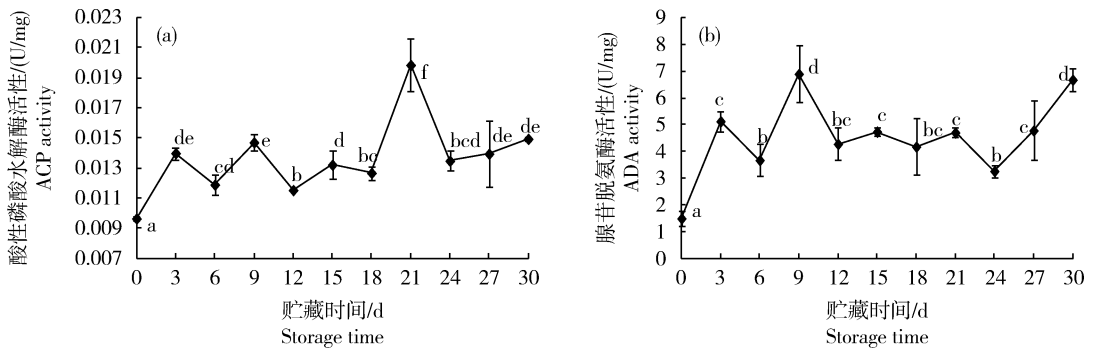 酸性磷酸水解酶活性/(U/mg)
ACP activity
0.023
0.021
0.019
0.017
0.015
0.013
0.011
0.009
0.007
(a)
a
de
cd
e
b
d
bc
f
bcd
de
de
0 3 6 9 12 15 18 21 24 27 30
贮藏时间/d
Storage time
腺苷脱氨酶活性/(U/mg)
ADA activity
9
8
7
6
5
4
3
2
1
0
(b)
a
c
b
d
bc
c
bc
c
b
c
d
0 3 6 9 12 15 18 21 24 27 30
贮藏时间/d
Storage time